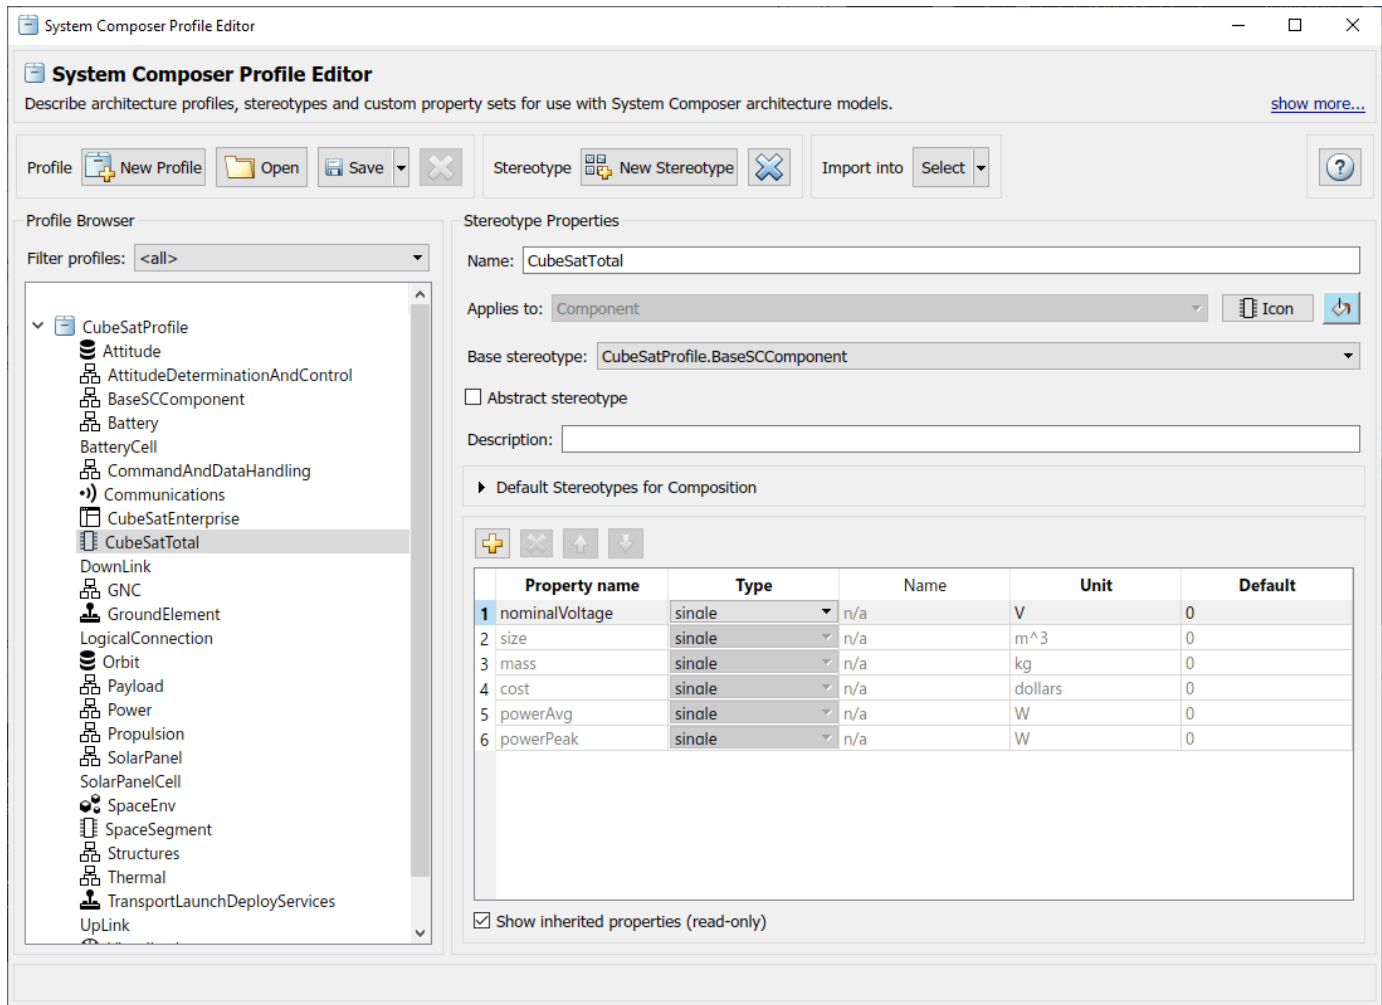 System Composer Profile Editor
System Composer Profile Editor
Describe architecture profiles, stereotypes and custom property sets for use with System Composer architecture models.
show more...
Profile New Profile Open Save Stereotype New Stereotype Import into Select ?
Profile Browser
Filter profiles: <all>
CubeSatProfile
Attitude
AttitudeDeterminationAndControl
BaseSCComponent
Battery
BatteryCell
CommandAndDataHandling
Communications
CubeSatEnterprise
CubeSatTotal
DownLink
GNC
GroundElement
LogicalConnection
Orbit
Payload
Power
Propulsion
SolarPanel
SolarPanelCell
SpaceEnv
SpaceSegment
Structures
Thermal
TransportLaunchDeployServices
UpLink
Stereotype Properties
Name: CubeSatTotal
Applies to: Component Icon
Base stereotype: CubeSatProfile.BaseSCComponent
Abstract stereotype
Description:
Default Stereotypes for Composition
Property name Type Name Unit Default
1 nominalVoltage single n/a V 0
2 size single n/a m^3 0
3 mass single n/a kg 0
4 cost single n/a dollars 0
5 powerAvg single n/a W 0
6 powerPeak single n/a W 0
Show inherited properties (read-only)